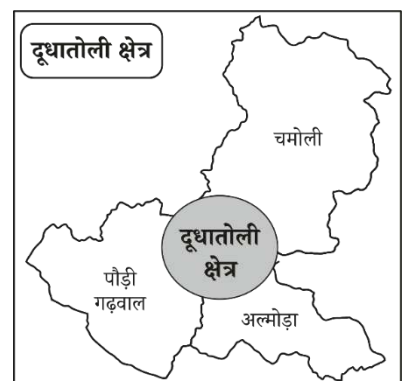 दूधातोली क्षेत्र
चमोली
दूधातोली
क्षेत्र
पौड़ी
गढ़वाल
अल्मोड़ा